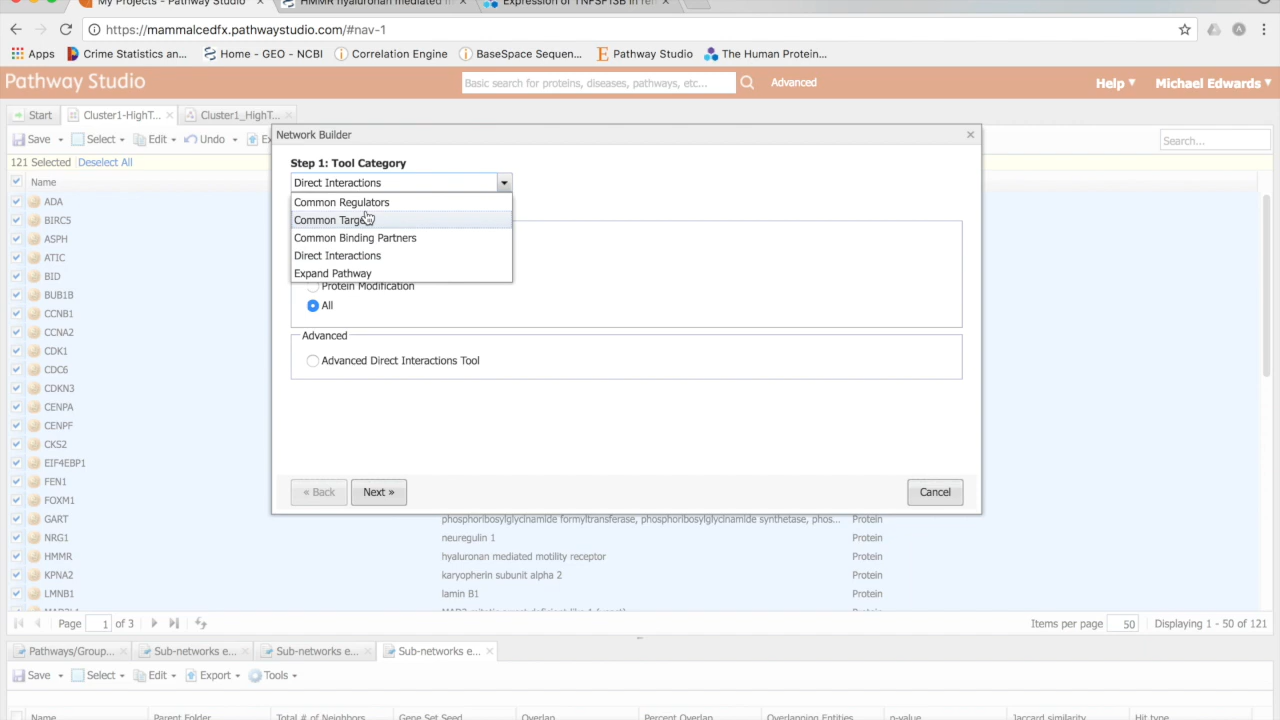 My Projects - Pathway Studio
HMMR hyaluronan mediated m
Expression of TNFSF13B in
https://mammalcedfx.pathwaystudio.com/#nav-1
A
Apps
Crime Statistics an...
Home - GEO - NCBI
Correlation Engine
BaseSpace Sequen...
Pathway Studio
The Human Protein...
Pathway Studio
Basic search for proteins, diseases, pathways, etc...
Advanced
Help
Michael Edwards
Start
Cluster1-HighT...
Cluster1_HighT...
Save
Select
Edit
Undo
Search...
121 Selected
Deselect All
Name
ADA
BIRC5
ASPH
ATIC
BID
BUB1B
CCNB1
CCNA2
CDK1
CDC6
CDKN3
CENPA
CENPF
CKS2
EIF4EBP1
FEN1
FOXM1
GART phosphoribosylglycinamide formyltransferase, phosphoribosylglycinamide synthetase, phos... Protein
NRG1 neuregulin 1 Protein
HMMR hyaluronan mediated motility receptor Protein
KPNA2 karyopherin subunit alpha 2 Protein
LMNB1 lamin B1 Protein
Network Builder
Step 1: Tool Category
Direct Interactions
Common Regulators
Common Targe
Common Binding Partners
Direct Interactions
Expand Pathway
Protein Modification
All
Advanced
Advanced Direct Interactions Tool
« Back
Next »
Cancel
Page 1 of 3
Items per page 50 Displaying 1 - 50 of 121
Pathways/Group...
Sub-networks e...
Sub-networks e...
Sub-networks e...
Save
Select
Edit
Export
Tools
Name Parent Folder Total # of Neighbors Gene Set Seed Overlap Percent Overlap Overlapping Entities p-value Jaccard similarity Hit type